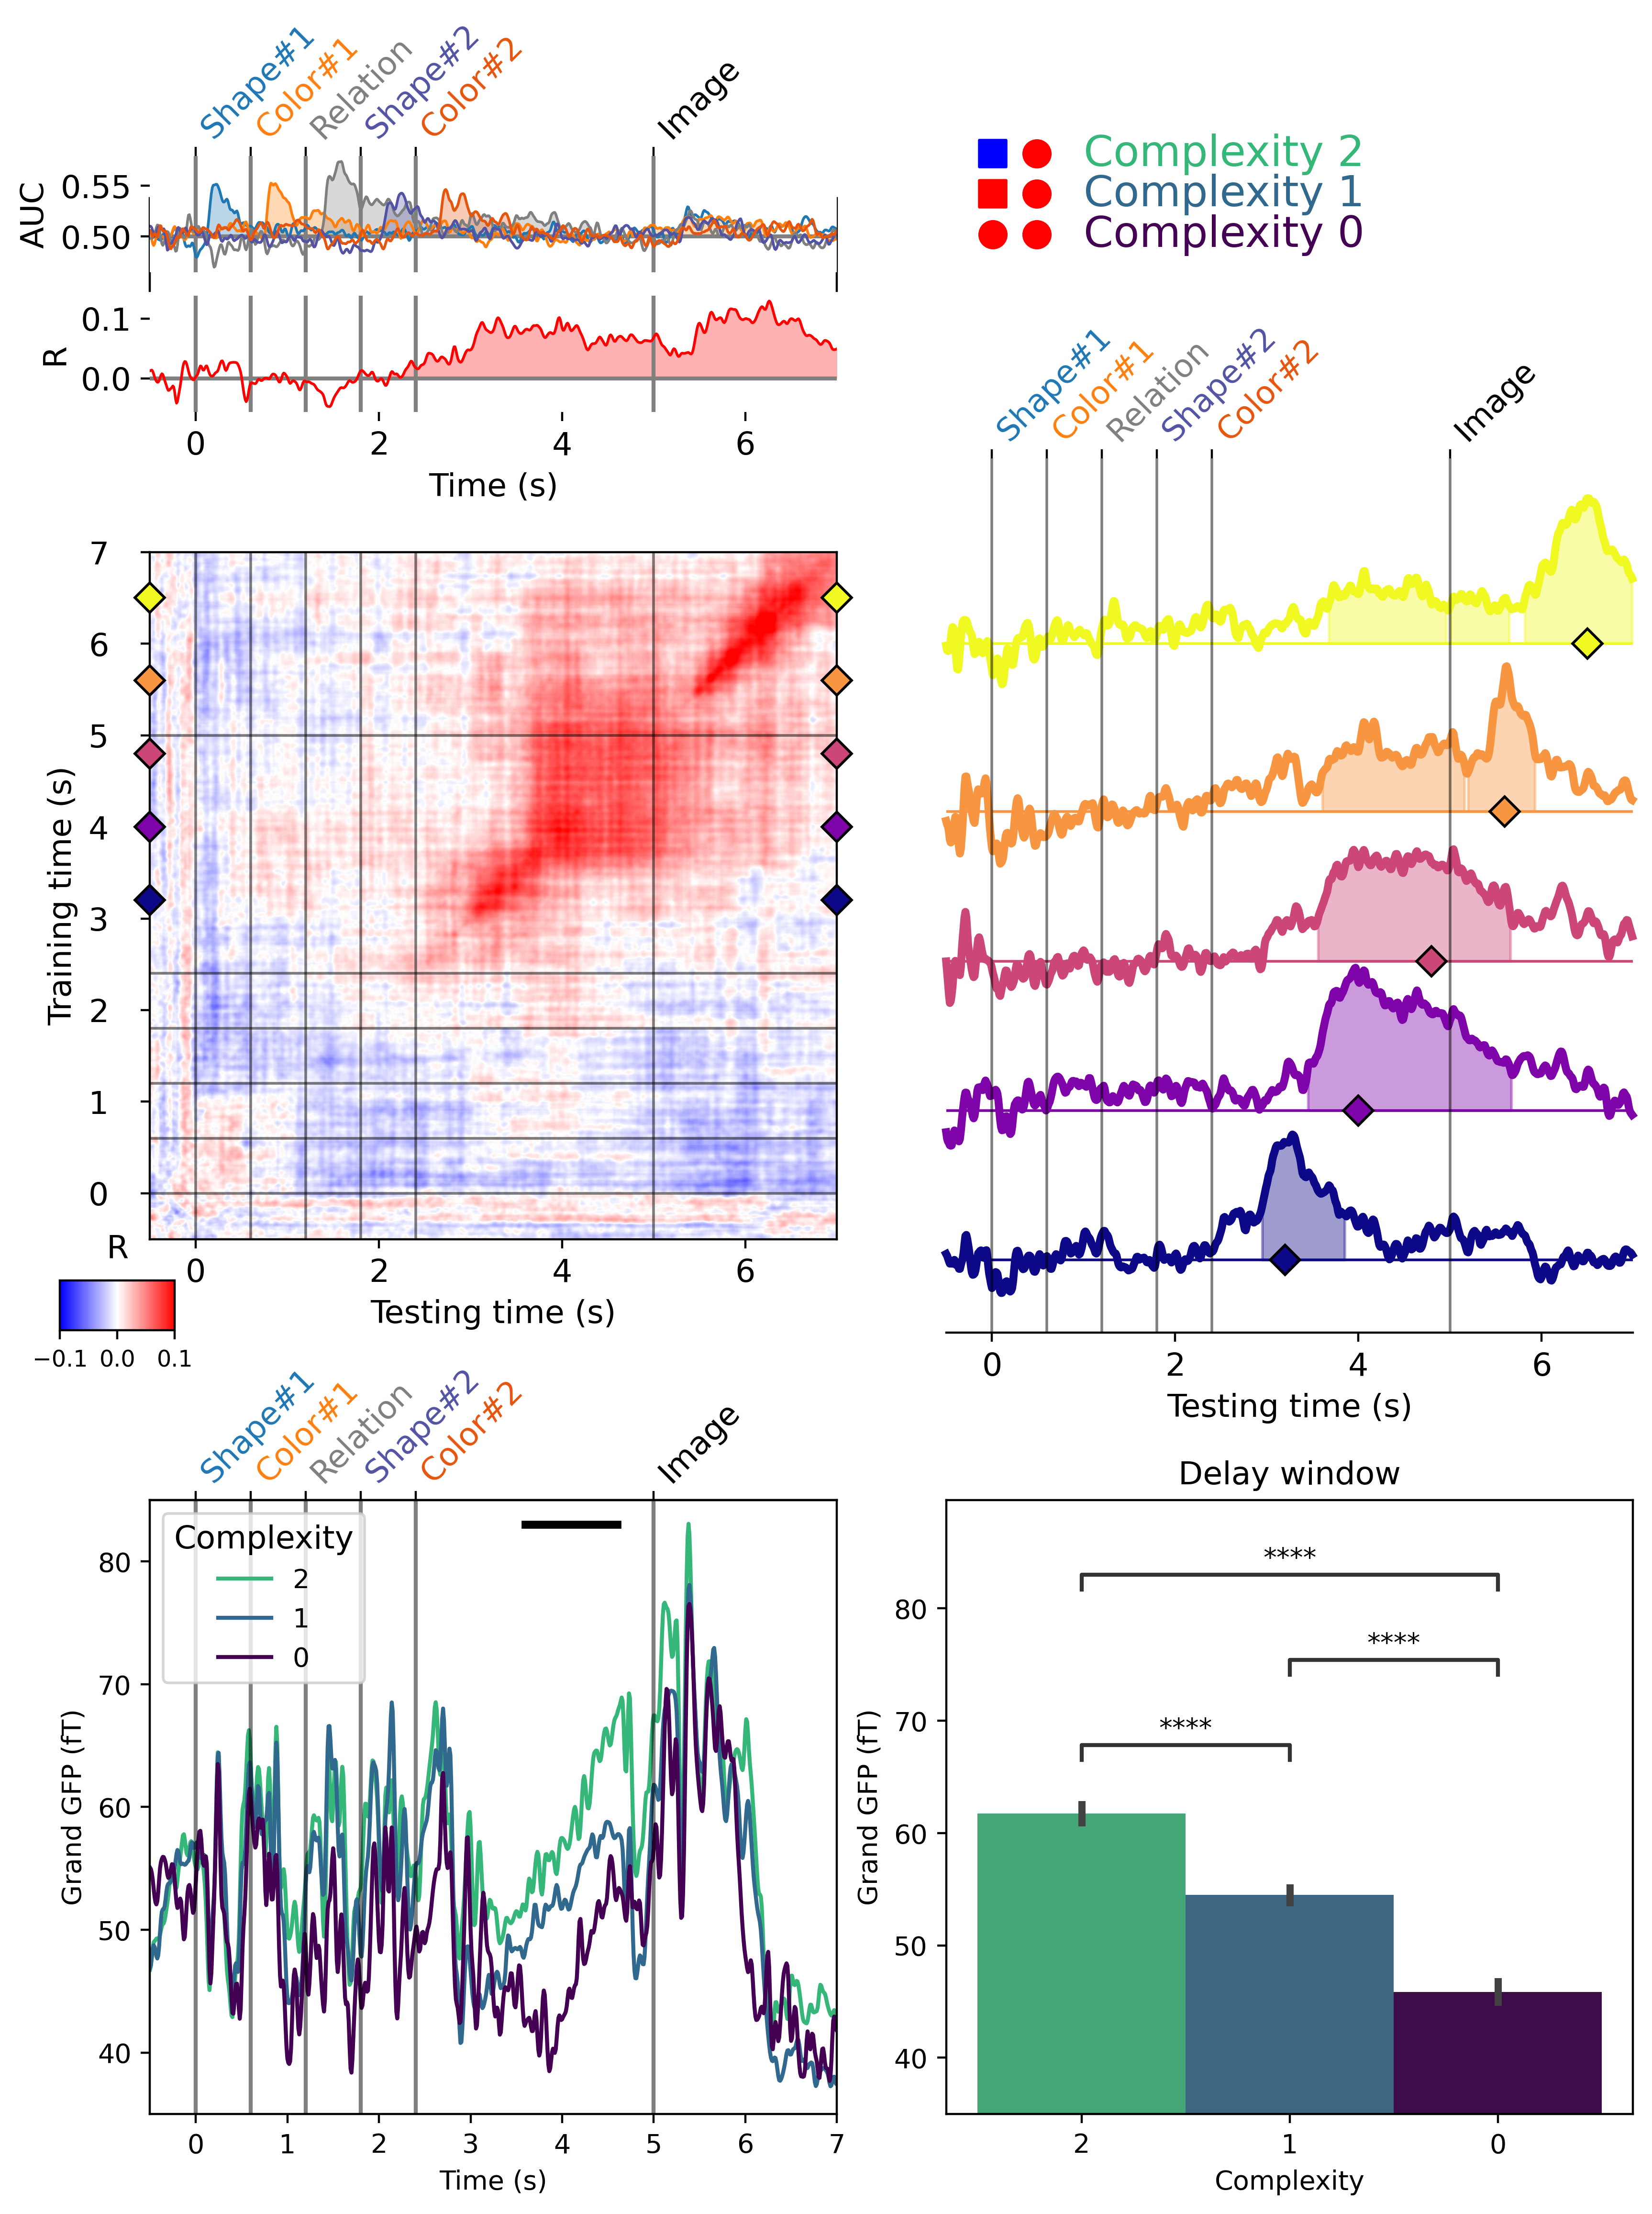 Shape#1 Color#1 Relation Shape#2 Color#2 Image
AUC
0.55
0.50
R
0.1
0.0
0 2 4 6
Time (s)
Complexity 2
Complexity 1
Complexity 0
Training time (s)
7
6
5
4
3
2
1
0
0 2 4 6
Testing time (s)
R
−0.1 0.0 0.1
Shape#1 Color#1 Relation Shape#2 Color#2 Image
0 2 4 6
Testing time (s)
Shape#1 Color#1 Relation Shape#2 Color#2 Image
Complexity
2
1
0
Grand GFP (fT)
80
70
60
50
40
0 1 2 3 4 5 6 7
Time (s)
Delay window
****
****
****
Grand GFP (fT)
80
70
60
50
40
2 1 0
Complexity